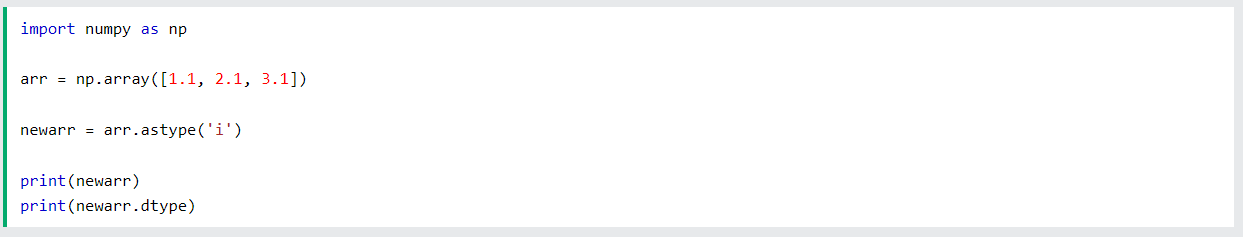 import numpy as np
arr = np.array([1.1, 2.1, 3.1])
newarr = arr.astype('i')
print(newarr)
print(newarr.dtype)